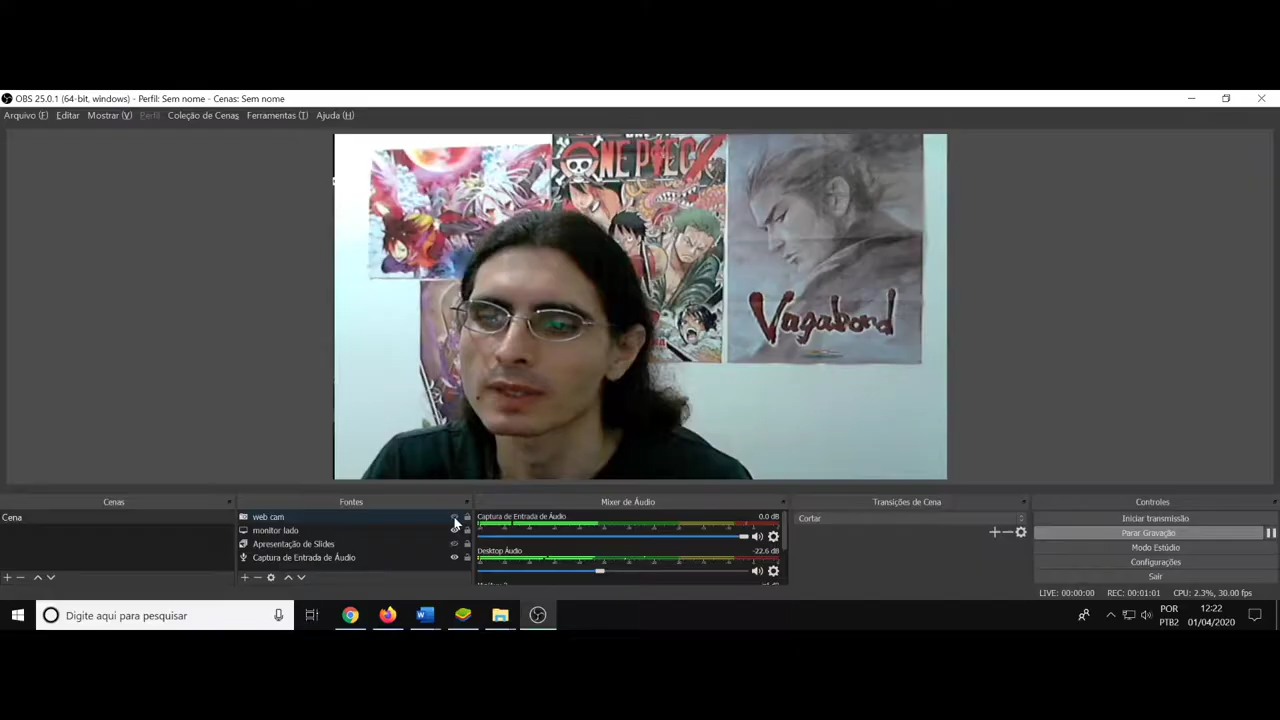 OBS 25.0.1 (64-bit, windows) - Perfil: Sem nome - Cenas: Sem nome
Arquivo (F) Editar Mostrar (V) Perfil Coleção de Cenas Ferramentas (T) Ajuda (H)
ONE PIECE
Vagabond
Cenas Fontes Mixer de Áudio Transições de Cena Controles
Cena
web cam
monitor lado
Apresentação de Slides
Captura de Entrada de Áudio
Captura de Entrada de Áudio 0.0 dB
Desktop Áudio -22.6 dB
Cortar
Iniciar transmissão
Parar Gravação
Modo Estúdio
Configurações
Sair
LIVE: 00:00:00 REC: 00:01:01 CPU: 2.3%, 30.00 fps
Digite aqui para pesquisar
POR
PTB2
12:22
01/04/2020